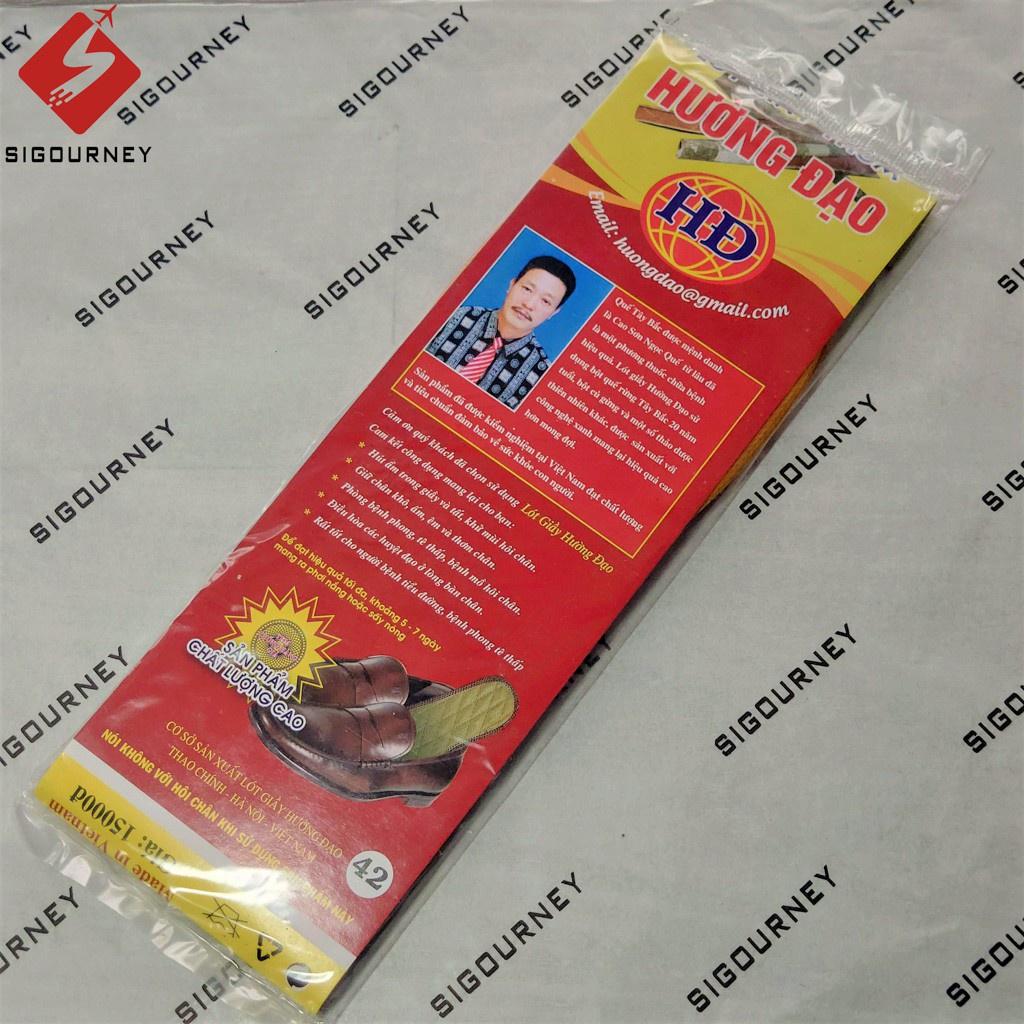 SIGOURNEY
HƯỚNG ĐẠO
HĐ
Email: huongdao@gmail.com
Quế Tây Bắc được mệnh danh
là Cao Sơn Ngọc Quế. Từ lâu đã
là một phương thuốc chữa bệnh
hiệu quả. Lót giầy Hướng Đạo sử
dụng bột quế rừng Tây Bắc 20 năm
tuổi, bột củ gừng và một số thảo dược
thiên nhiên khác, được sản xuất với
công nghệ xanh mang lại hiệu quả cao
hơn mong đợi.
Sản phẩm đã được kiểm nghiệm tại Việt Nam đạt chất lượng
và tiêu chuẩn đảm bảo về sức khỏe con người.
Cảm ơn quý khách đã chọn sử dụng Lót Giầy Hướng Đạo
Cam kết công dụng mang lại cho bạn:
* Hút ẩm trong giầy và tất, khử mùi hôi chân.
* Giữ chân khô, ấm, êm và thơm chân.
* Phòng bệnh phong, tê thấp, bệnh mồ hôi chân.
* Điều hòa các huyệt đạo ở lòng bàn chân.
* Rất tốt cho người bệnh tiểu đường, bệnh phong tê thấp
Để đạt hiệu quả tối đa, khoảng 5 - 7 ngày
mang ra phơi nắng hoặc sấy nóng
SẢN PHẨM
CHẤT LƯỢNG CAO
CƠ SỞ SẢN XUẤT LÓT GIẦY HƯỚNG ĐẠO
THAO CHÍNH - HÀ NỘI - VIỆT NAM
NÓI KHÔNG VỚI HÔI CHÂN KHI SỬ DỤNG PHẨM NÀY
42
Giá: 15000đ
Made in Vietnam